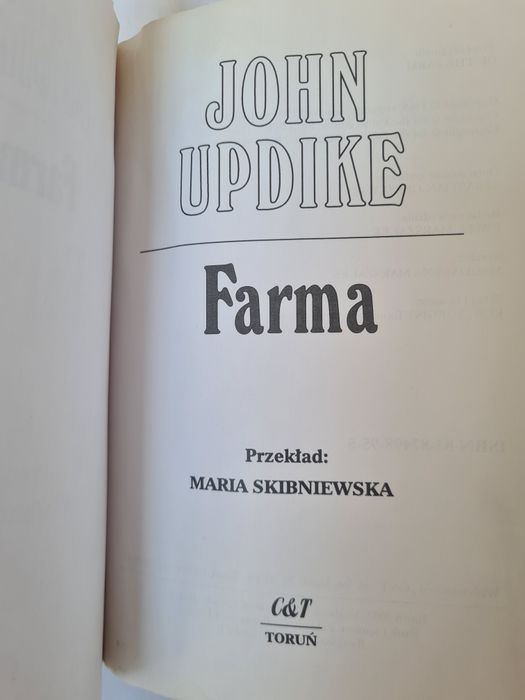 JOHN
UPDIKE
Farma
Przekład:
MARIA SKIBNIEWSKA
C&T
TORUŃ